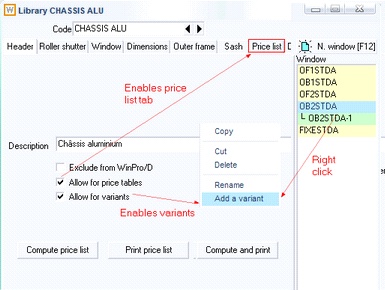 Library CHASSIS ALU
Code CHASSIS ALU
Header Roller shutter Window Dimensions Outer frame Sash Price list D N. window [F12]
Window
OF1STDA
OB1STDA
OF2STDA
OB2STDA
OB2STDA-1
FIXESTDA
Enables price
list tab
Description Châssis aluminium
Exclude from WinPro/D
Allow for price tables
Allow for variants
Enables variants
Copy
Cut
Delete
Rename
Add a variant
Right
click
Compute price list Print price list Compute and print